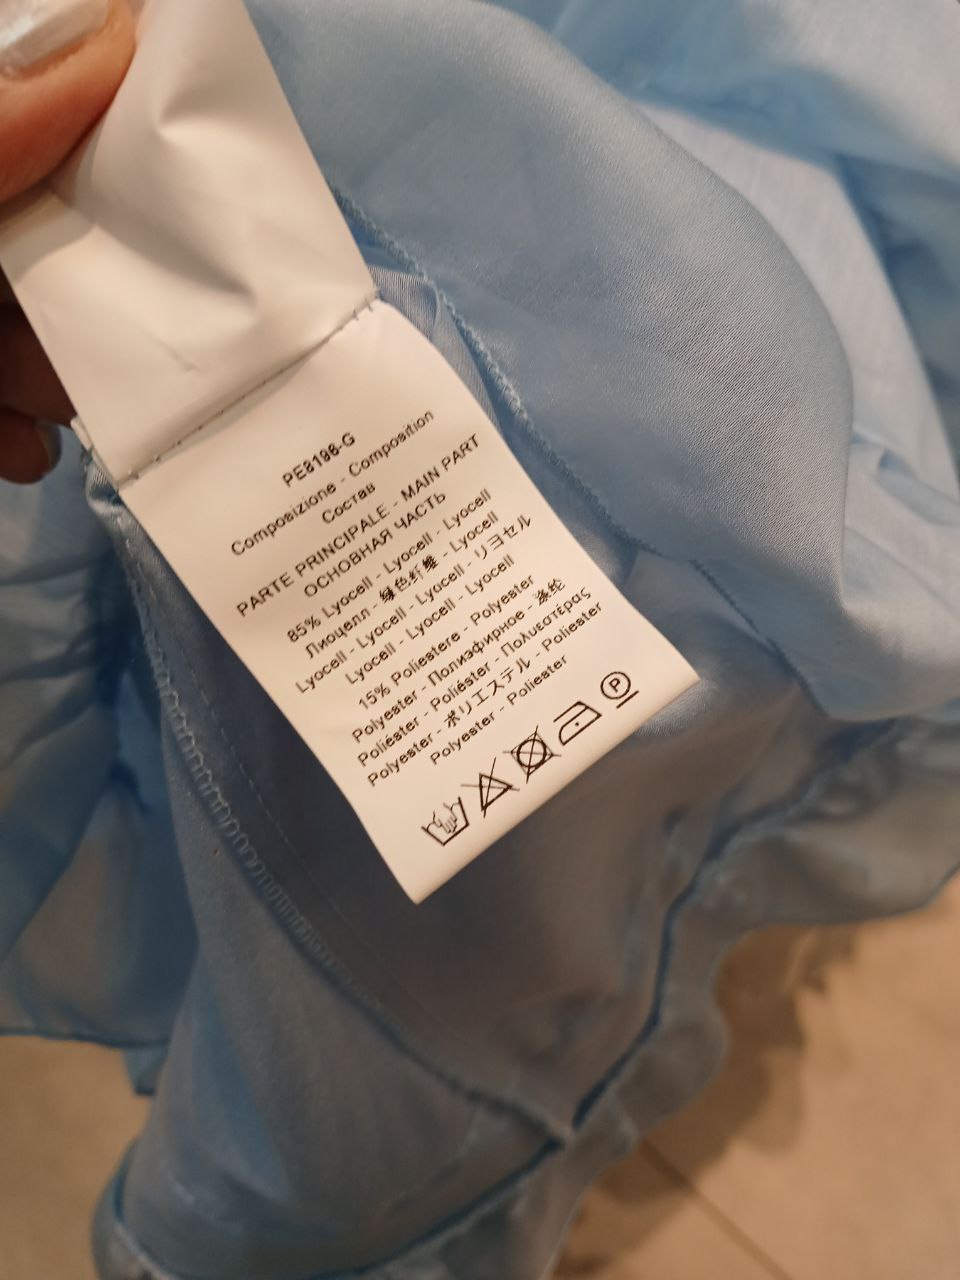 PE8198-G
Composizione - Composition
Состав
PARTE PRINCIPALE - MAIN PART
ОСНОВНАЯ ЧАСТЬ
85% Lyocell - Lyocell - Lyocell
Лиоцелл - 绿色纤维 - Lyocell
Lyocell - Lyocell - Lyocell - リヨセル
Lyocell - Lyocell - Lyocell
15% Poliestere - Polyester
Polyester - Полиэфирное - 涤纶
Poliéster - Poliéster - Πολυεστέρας
Polyester - ポリエステル - Poliester
Polyester - Poliester
P